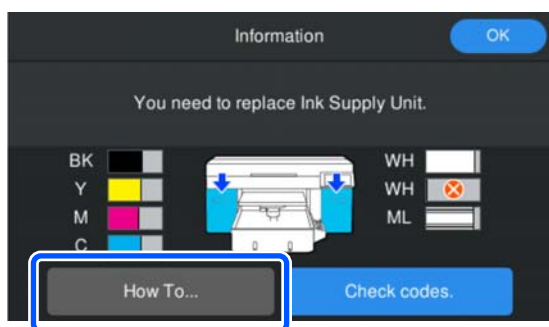 Information
OK
You need to replace Ink Supply Unit.
BK
WH
Y
WH
M
ML
C
How To...
Check codes.